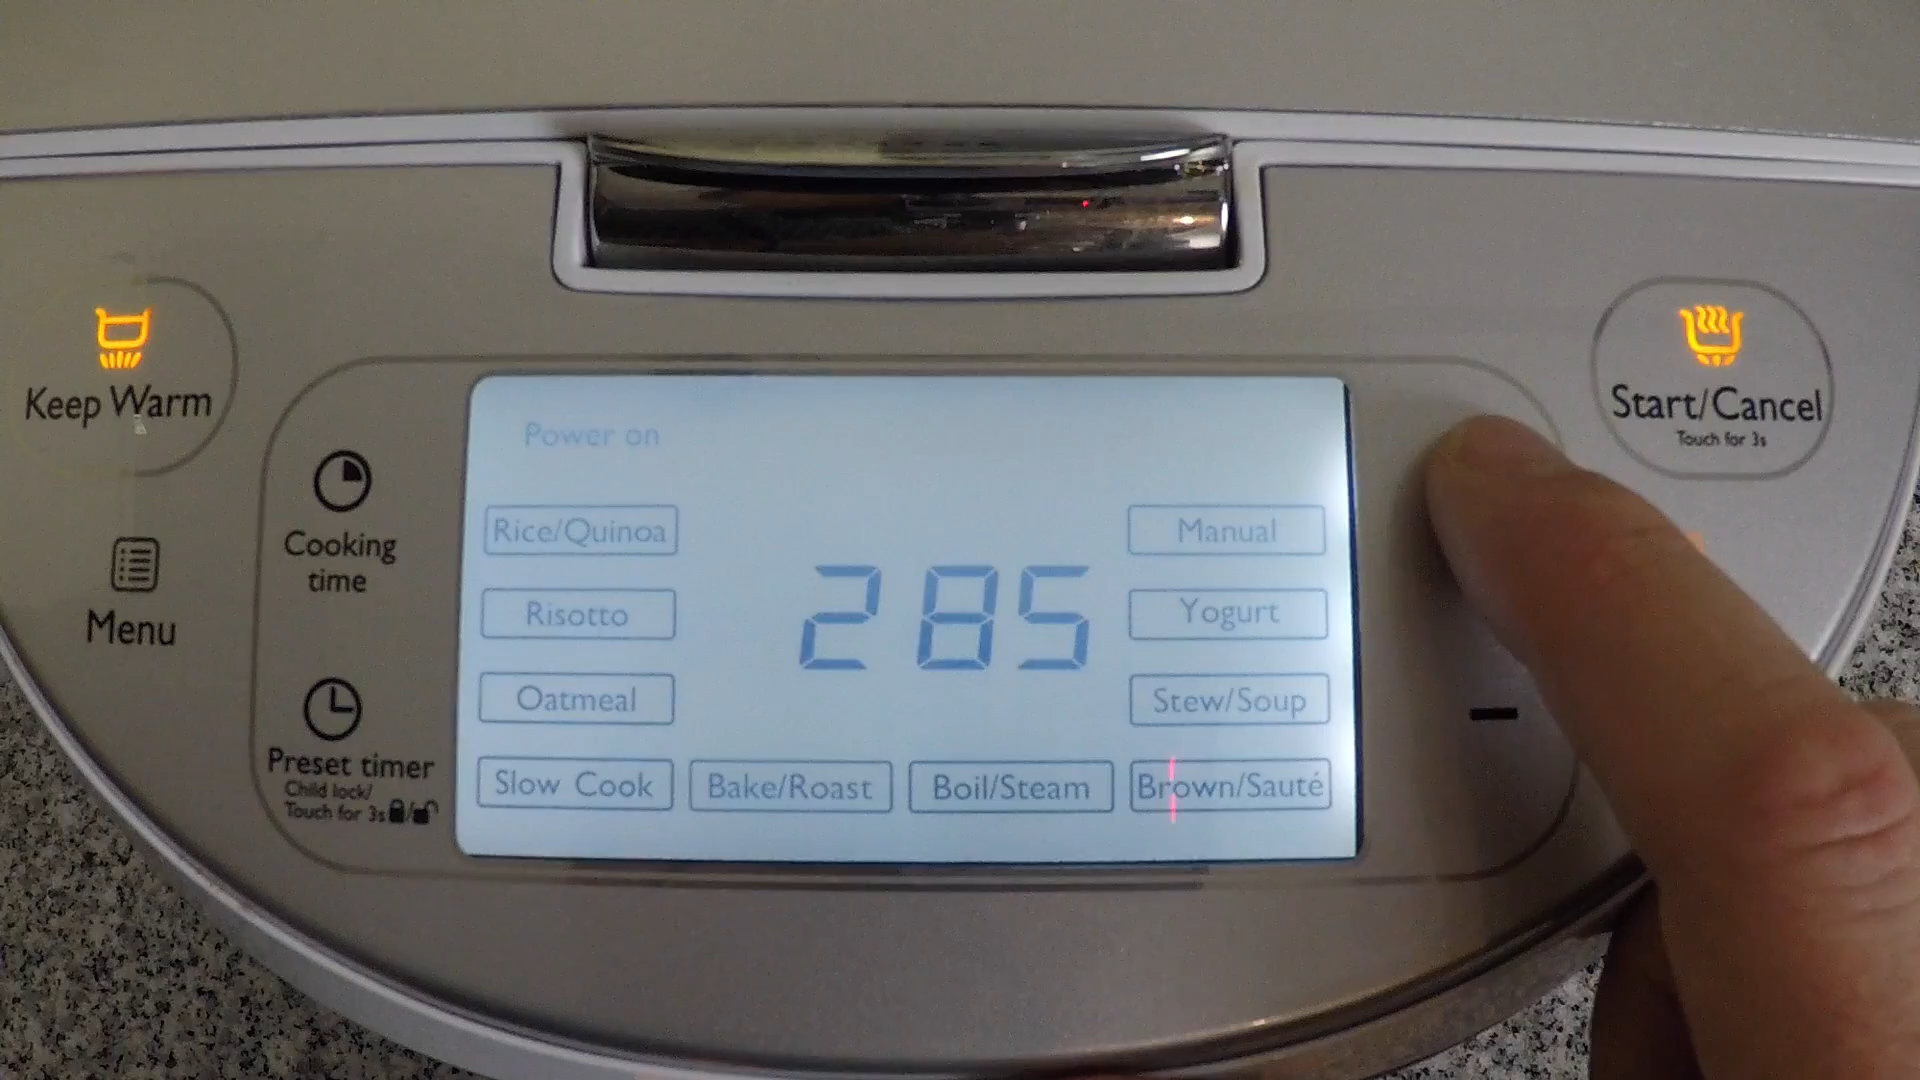 Keep Warm
Start/Cancel
Touch for 3s
Power on
Cooking
time
Menu
Preset timer
Child lock/
Touch for 3s
Rice/Quinoa
Risotto
Oatmeal
Slow Cook
Bake/Roast
Boil/Steam
Brown/Sauté
285
Manual
Yogurt
Stew/Soup